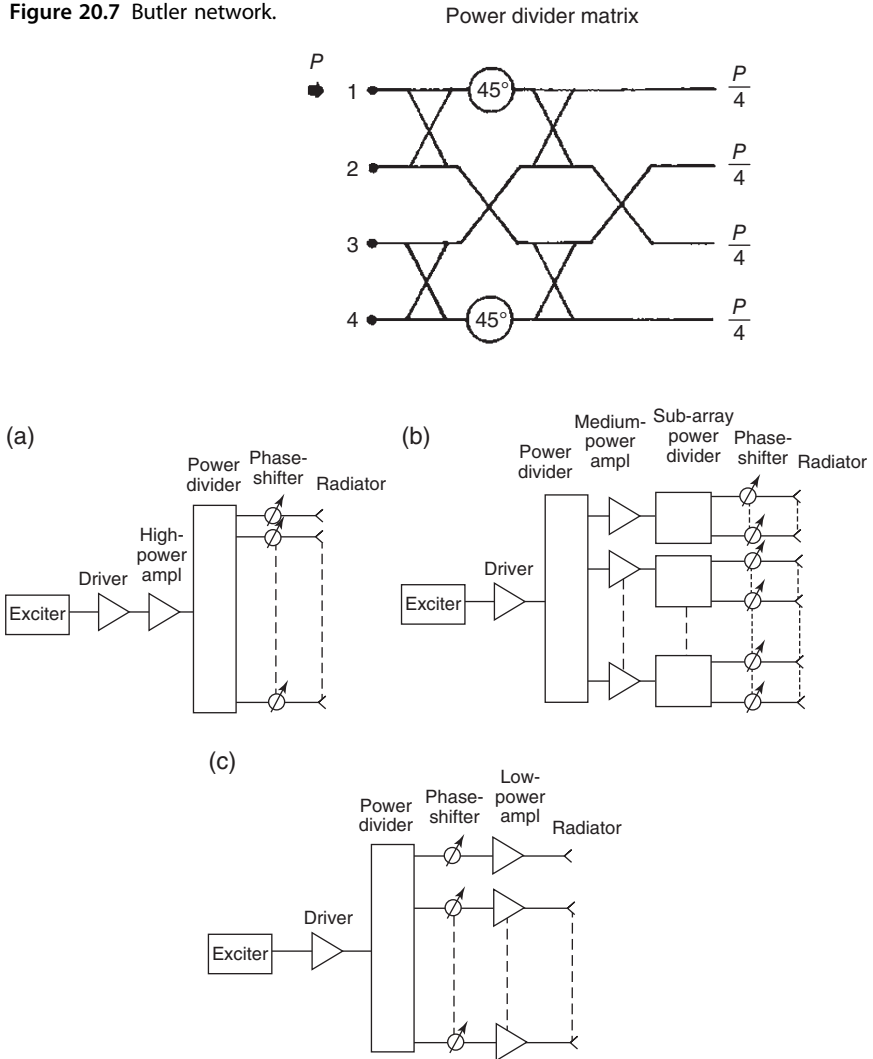 Figure 20.7 Butler network.
Power divider matrix
P
1
45°
P
4
2
P
4
3
P
4
4
45°
P
4
(a)
Power
divider
Phase-
shifter
Radiator
High-
power
ampl
Driver
Exciter
(b)
Power
divider
Medium-
power
ampl
Sub-array
power
divider
Phase-
shifter
Radiator
Driver
Exciter
(c)
Power
divider
Phase-
shifter
Low-
power
ampl
Radiator
Driver
Exciter